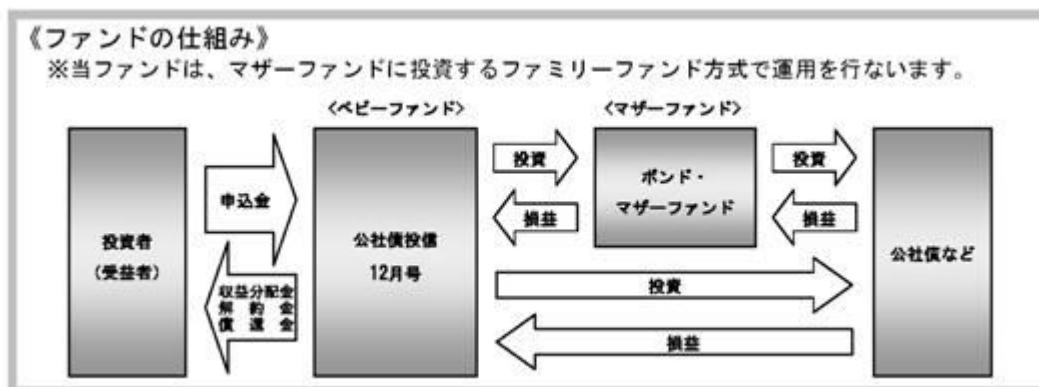 《ファンドの仕組み》
※当ファンドは、マザーファンドに投資するファミリーファンド方式で運用を行ないます。
〈ベビーファンド〉
〈マザーファンド〉
投資者
(受益者)
申込金
収益分配金
解約金
償還金
公社債投信
12月号
投資
損益
ボンド・
マザーファンド
投資
損益
投資
損益
公社債など